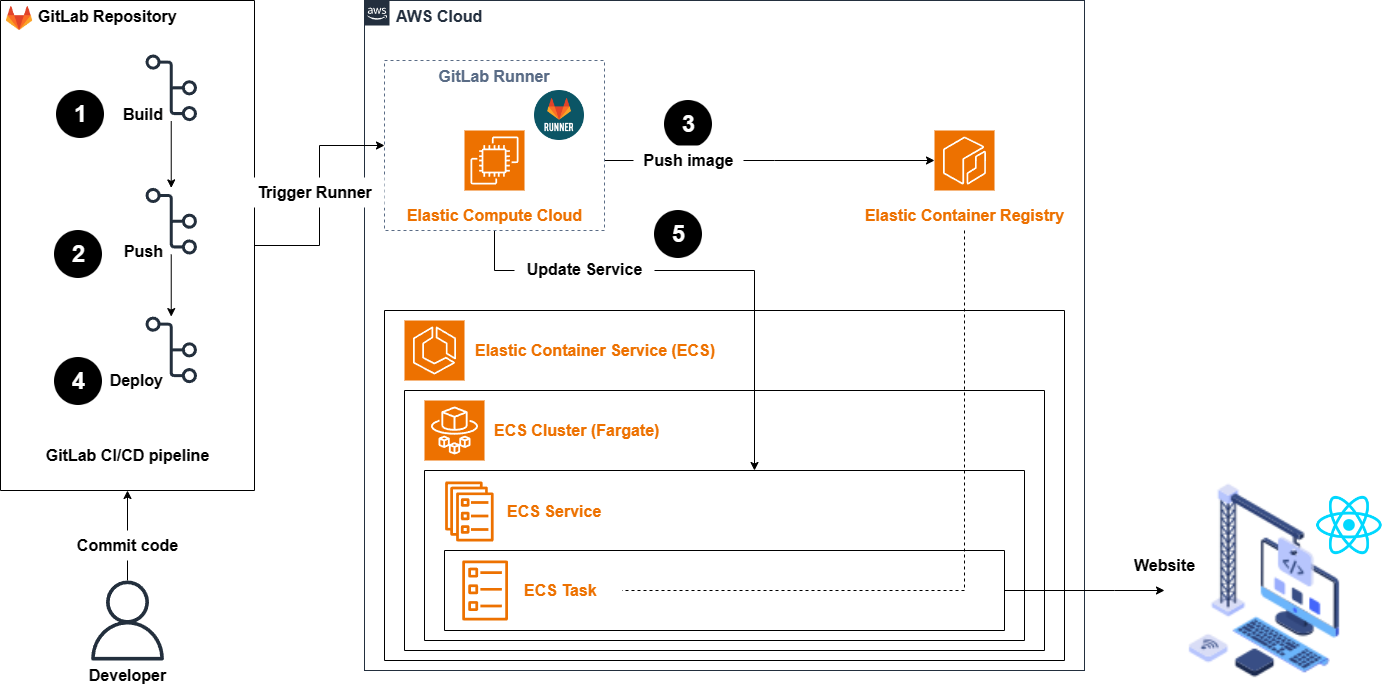 GitLab Repository
1
Build
2
Push
4
Deploy
GitLab CI/CD pipeline
Commit code
Developer
Trigger Runner
aws
AWS Cloud
GitLab Runner
RUNNER
Elastic Compute Cloud
3
Push image
Elastic Container Registry
5
Update Service
Elastic Container Service (ECS)
ECS Cluster (Fargate)
ECS Service
ECS Task
Website
</>